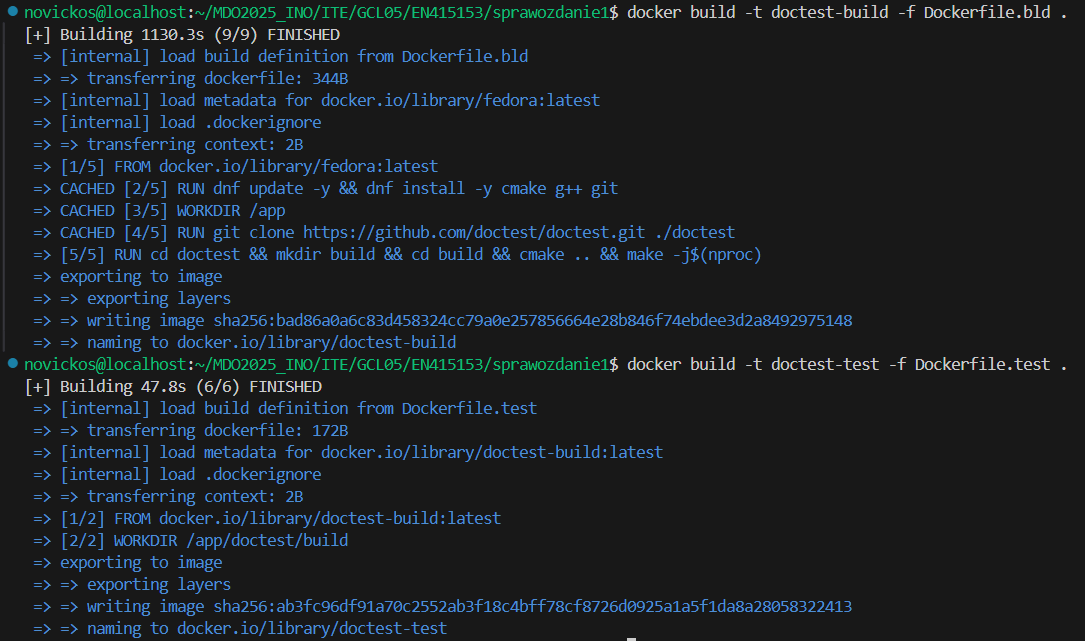 novickos@localhost:~/MDO2025_INO/ITE/GCL05/EN415153/sprawozdanie1$ docker build -t doctest-build -f Dockerfile.bld .
[+] Building 1130.3s (9/9) FINISHED
=> [internal] load build definition from Dockerfile.bld
=> => transferring dockerfile: 344B
=> [internal] load metadata for docker.io/library/fedora:latest
=> [internal] load .dockerignore
=> => transferring context: 2B
=> [1/5] FROM docker.io/library/fedora:latest
=> CACHED [2/5] RUN dnf update -y && dnf install -y cmake g++ git
=> CACHED [3/5] WORKDIR /app
=> CACHED [4/5] RUN git clone https://github.com/doctest/doctest.git ./doctest
=> [5/5] RUN cd doctest && mkdir build && cd build && cmake .. && make -j$(nproc)
=> exporting to image
=> => exporting layers
=> => writing image sha256:bad86a0a6c83d458324cc79a0e257856664e28b846f74ebdee3d2a8492975148
=> => naming to docker.io/library/doctest-build
novickos@localhost:~/MDO2025_INO/ITE/GCL05/EN415153/sprawozdanie1$ docker build -t doctest-test -f Dockerfile.test .
[+] Building 47.8s (6/6) FINISHED
=> [internal] load build definition from Dockerfile.test
=> => transferring dockerfile: 172B
=> [internal] load metadata for docker.io/library/doctest-build:latest
=> [internal] load .dockerignore
=> => transferring context: 2B
=> [1/2] FROM docker.io/library/doctest-build:latest
=> [2/2] WORKDIR /app/doctest/build
=> exporting to image
=> => exporting layers
=> => writing image sha256:ab3fc96df91a70c2552ab3f18c4bff78cf8726d0925a1a5f1da8a28058322413
=> => naming to docker.io/library/doctest-test